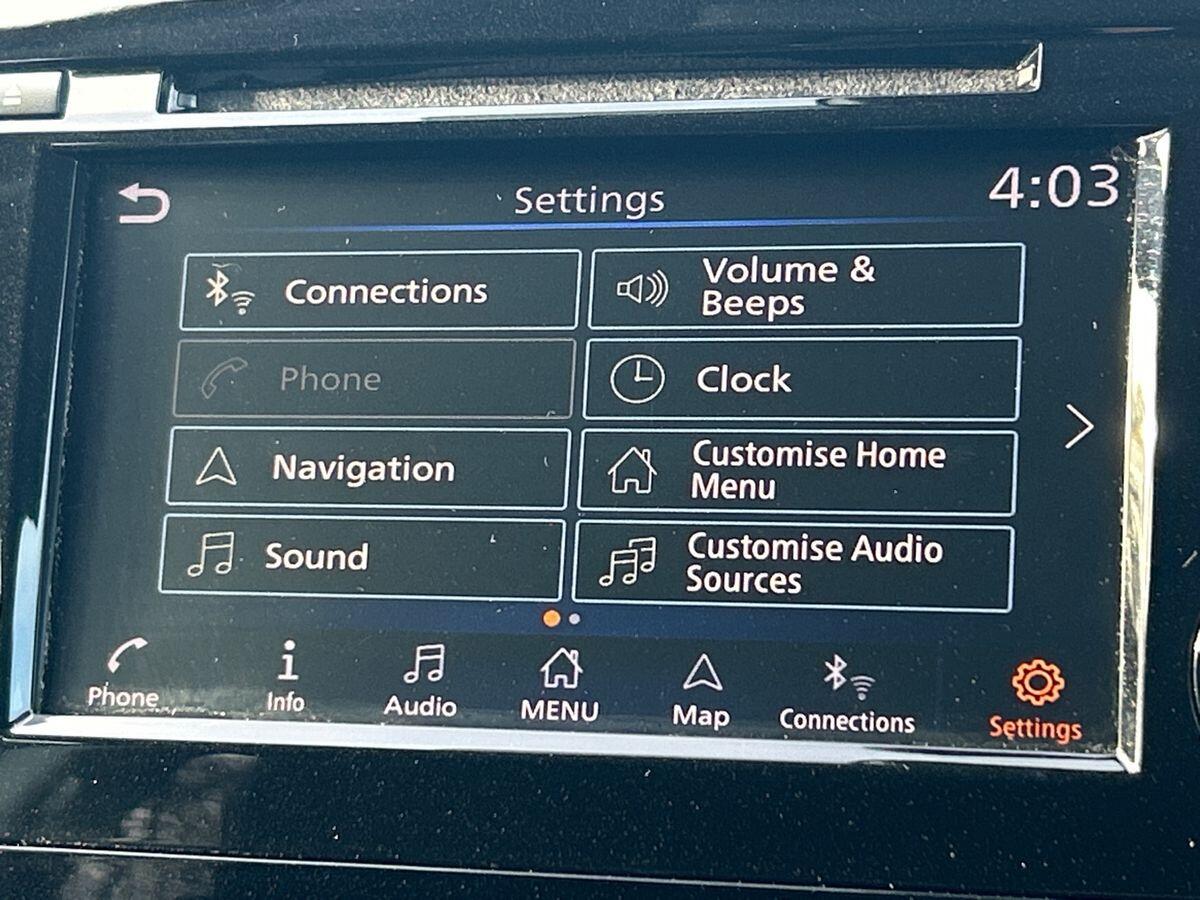 Settings
4:03
Connections
Volume &
Beeps
Phone
Clock
Navigation
Customise Home
Menu
Sound
Customise Audio
Sources
Phone
Info
Audio
MENU
Map
Connections
Settings